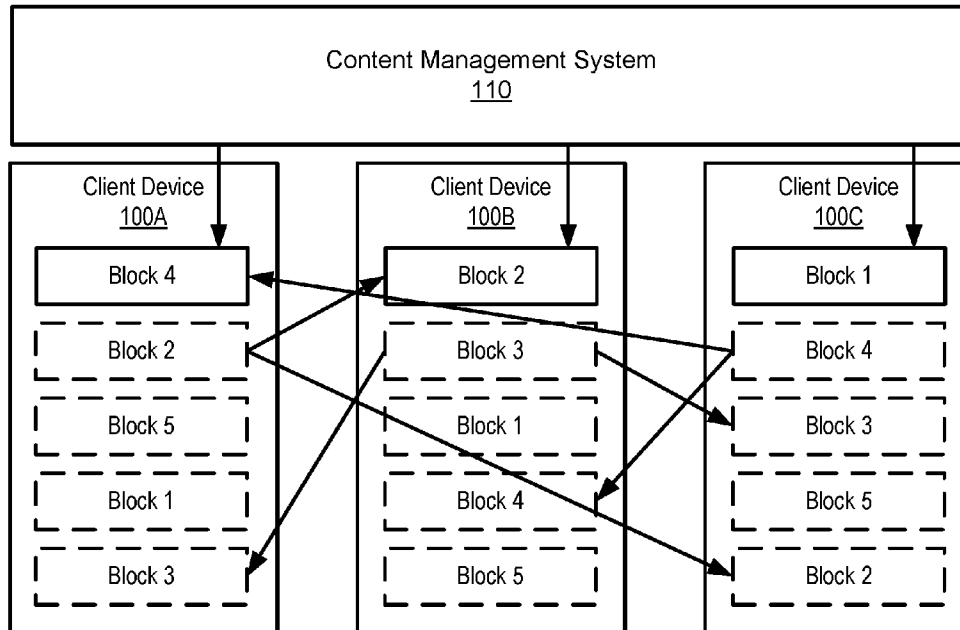 Content Management System
110
Client Device
100A
Block 4
Block 2
Block 5
Block 1
Block 3
Client Device
100B
Block 2
Block 3
Block 1
Block 4
Block 5
Client Device
100C
Block 1
Block 4
Block 3
Block 5
Block 2